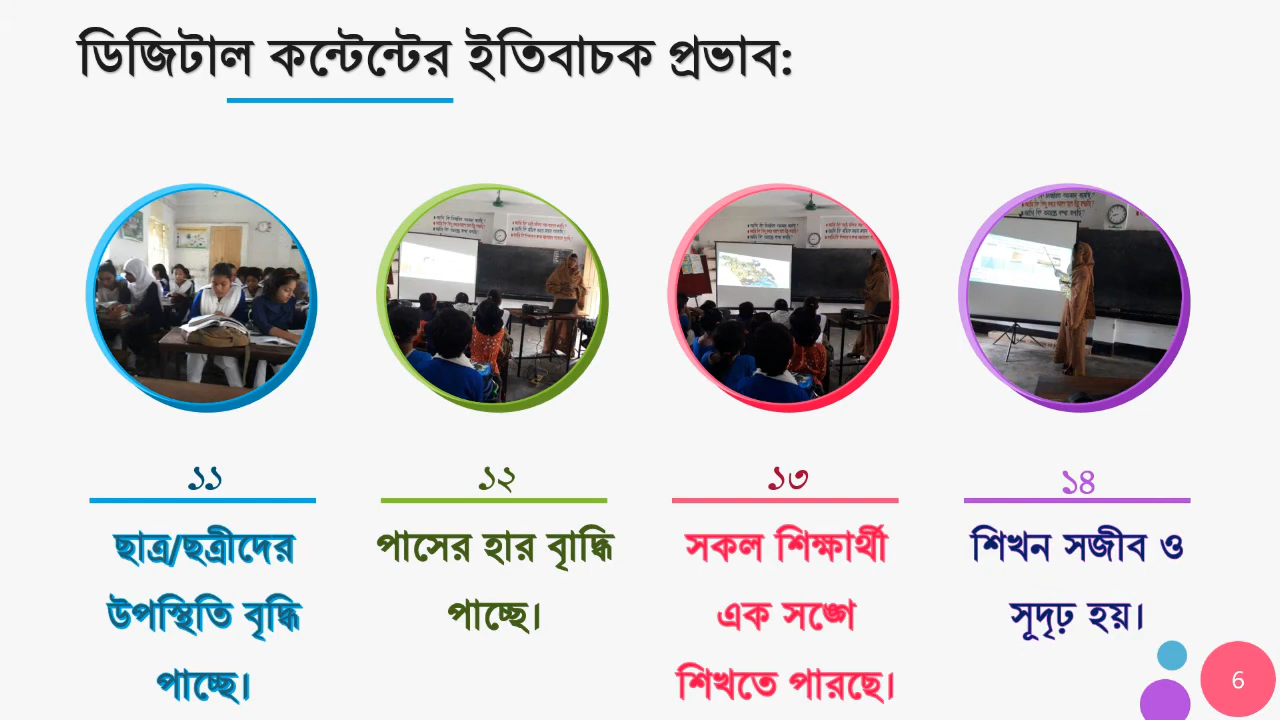 ডিজিটাল কন্টেন্টের ইতিবাচক প্রভাব:
১১
ছাত্র/ছত্রীদের
উপস্থিতি বৃদ্ধি
পাচ্ছে।
১২
পাসের হার বৃাদ্ধি
পাচ্ছে।
১৩
সকল শিক্ষার্থী
এক সঙ্গে
শিখতে পারছে।
১৪
শিখন সজীব ও
সূদৃঢ় হয়।
6